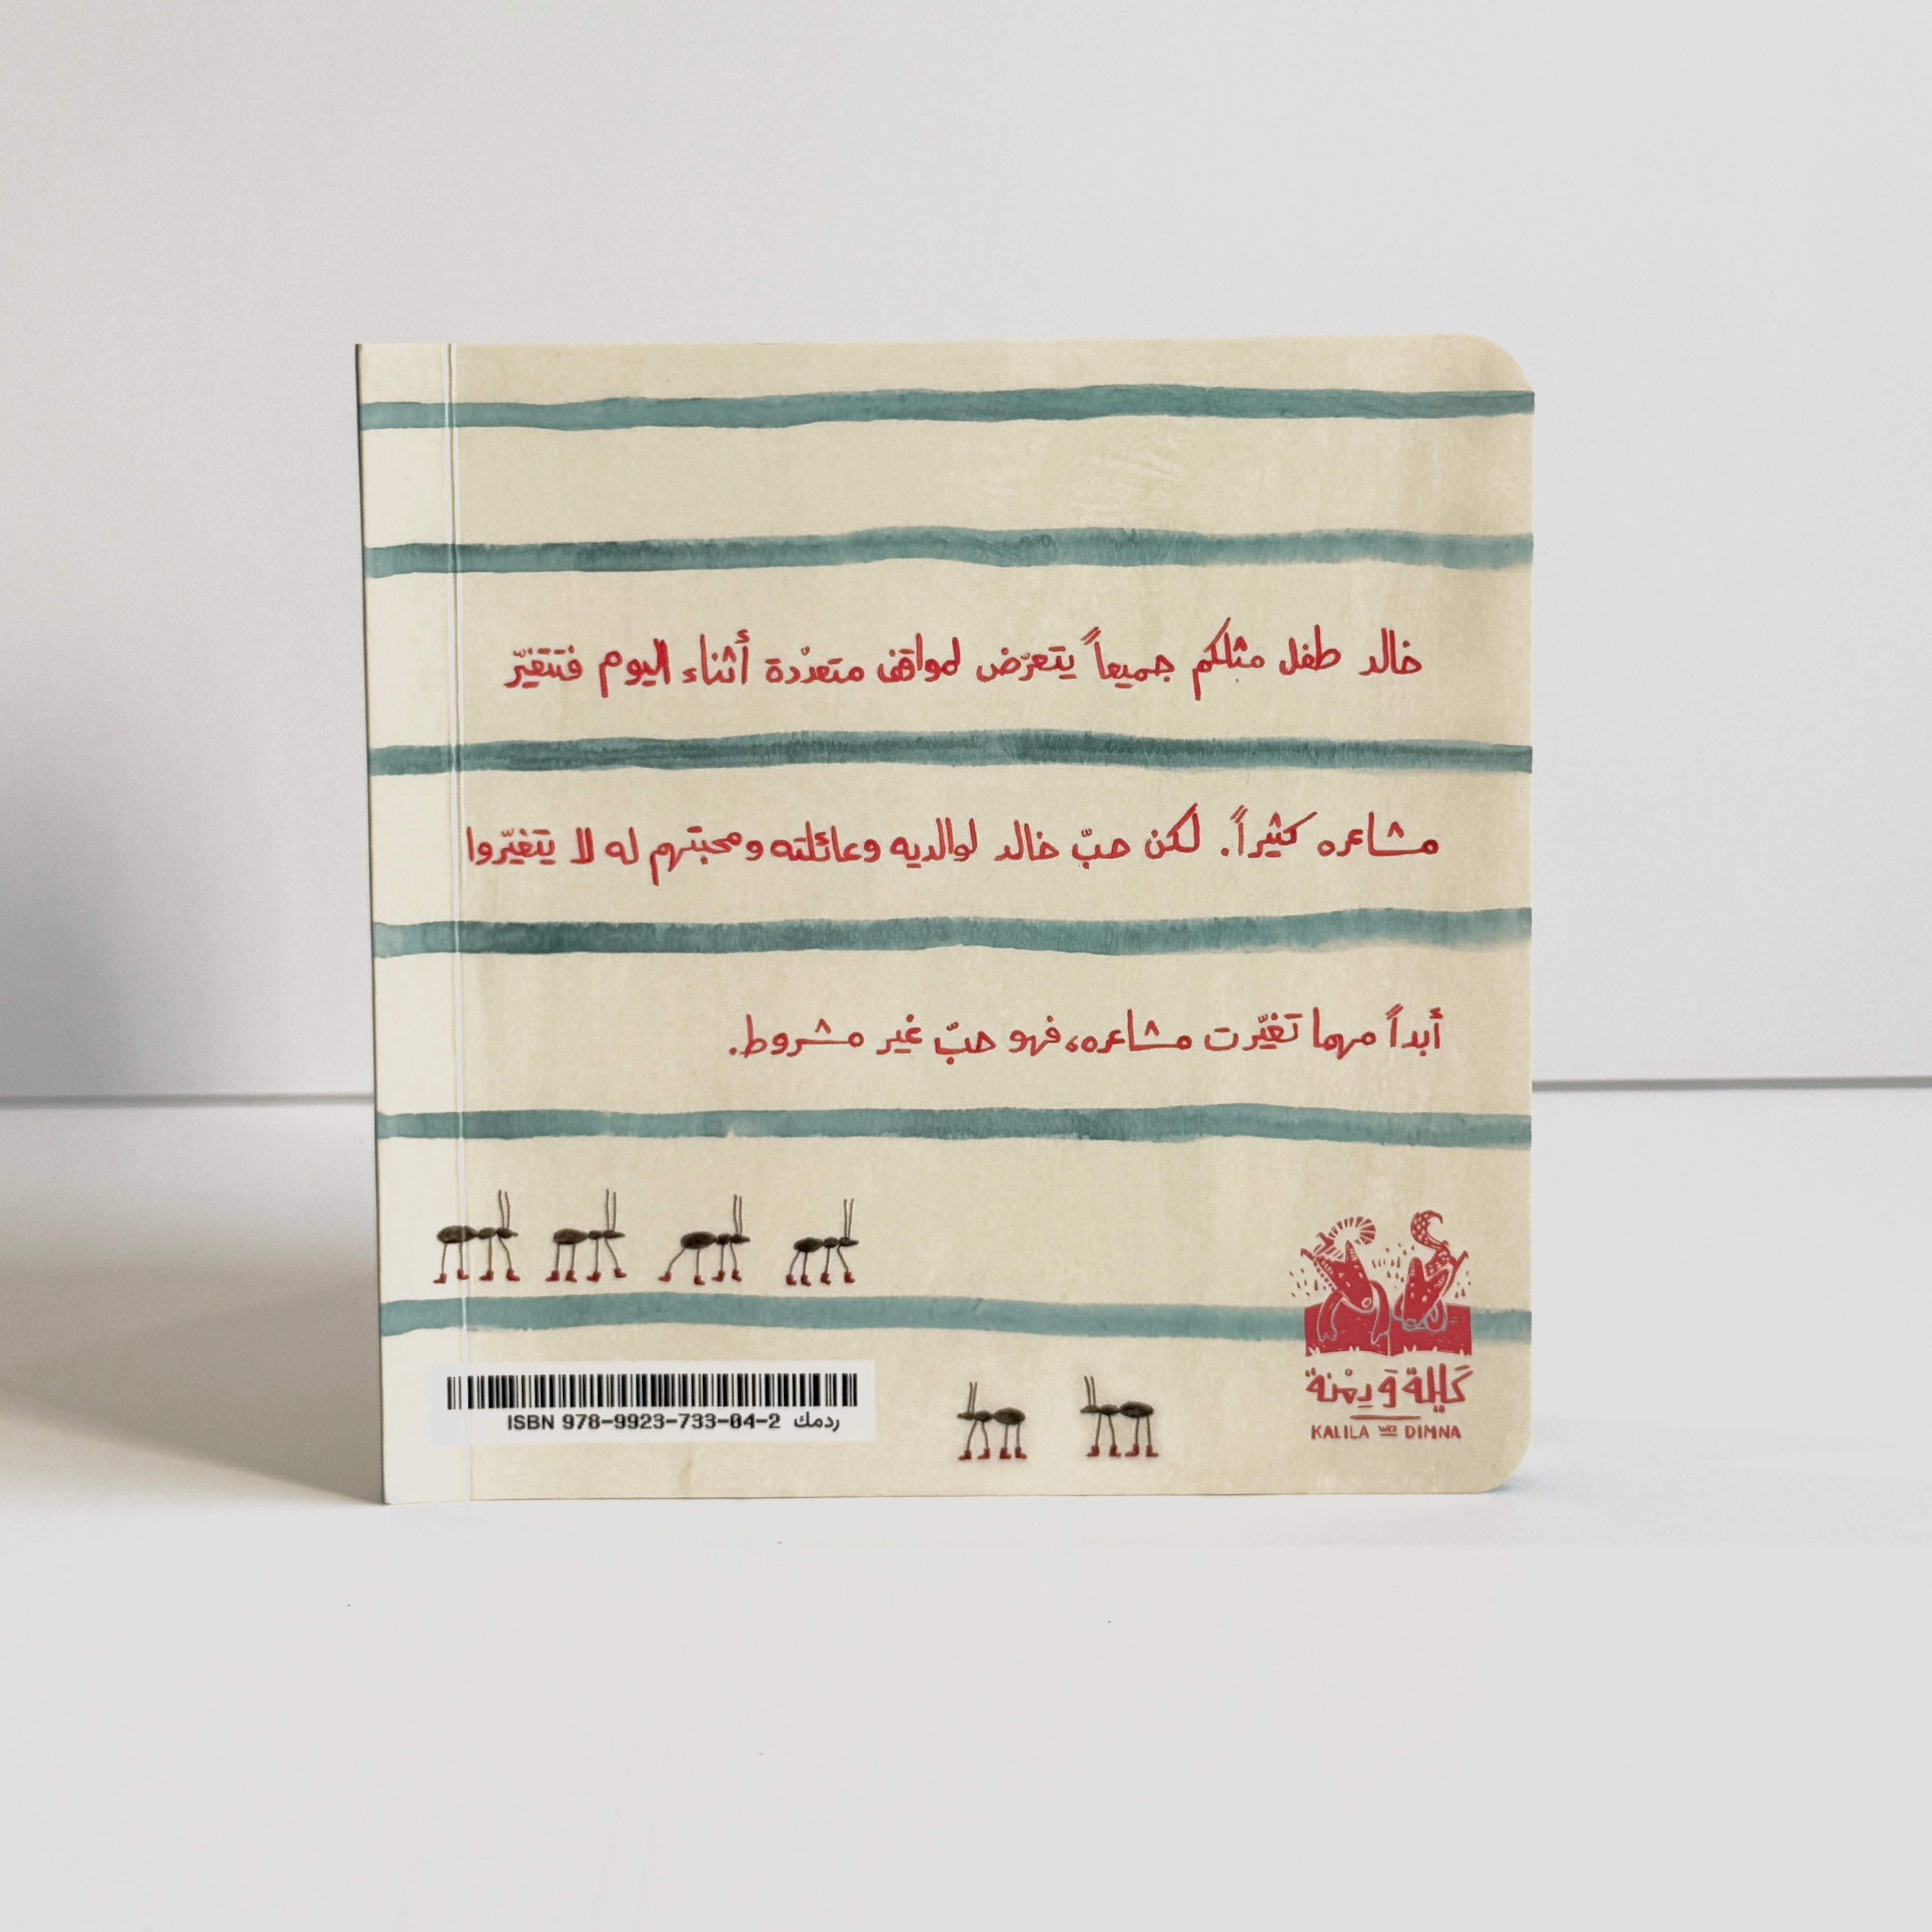 خالد طفل مثلكم جميعاً يتعرّض لمواقف متعدّدة أثناء اليوم فتتغيّر
مشاعره كثيراً. لكن حبّ خالد لوالديه وعائلته ومحبتهم له لا يتغيّروا
أبداً مهما تغيّرت مشاعره، فهو حبّ غير مشروط.
كَليلة وَ دِمْنة
KALILA wa DIMNA
ISBN 978-9923-733-04-2 ردمك